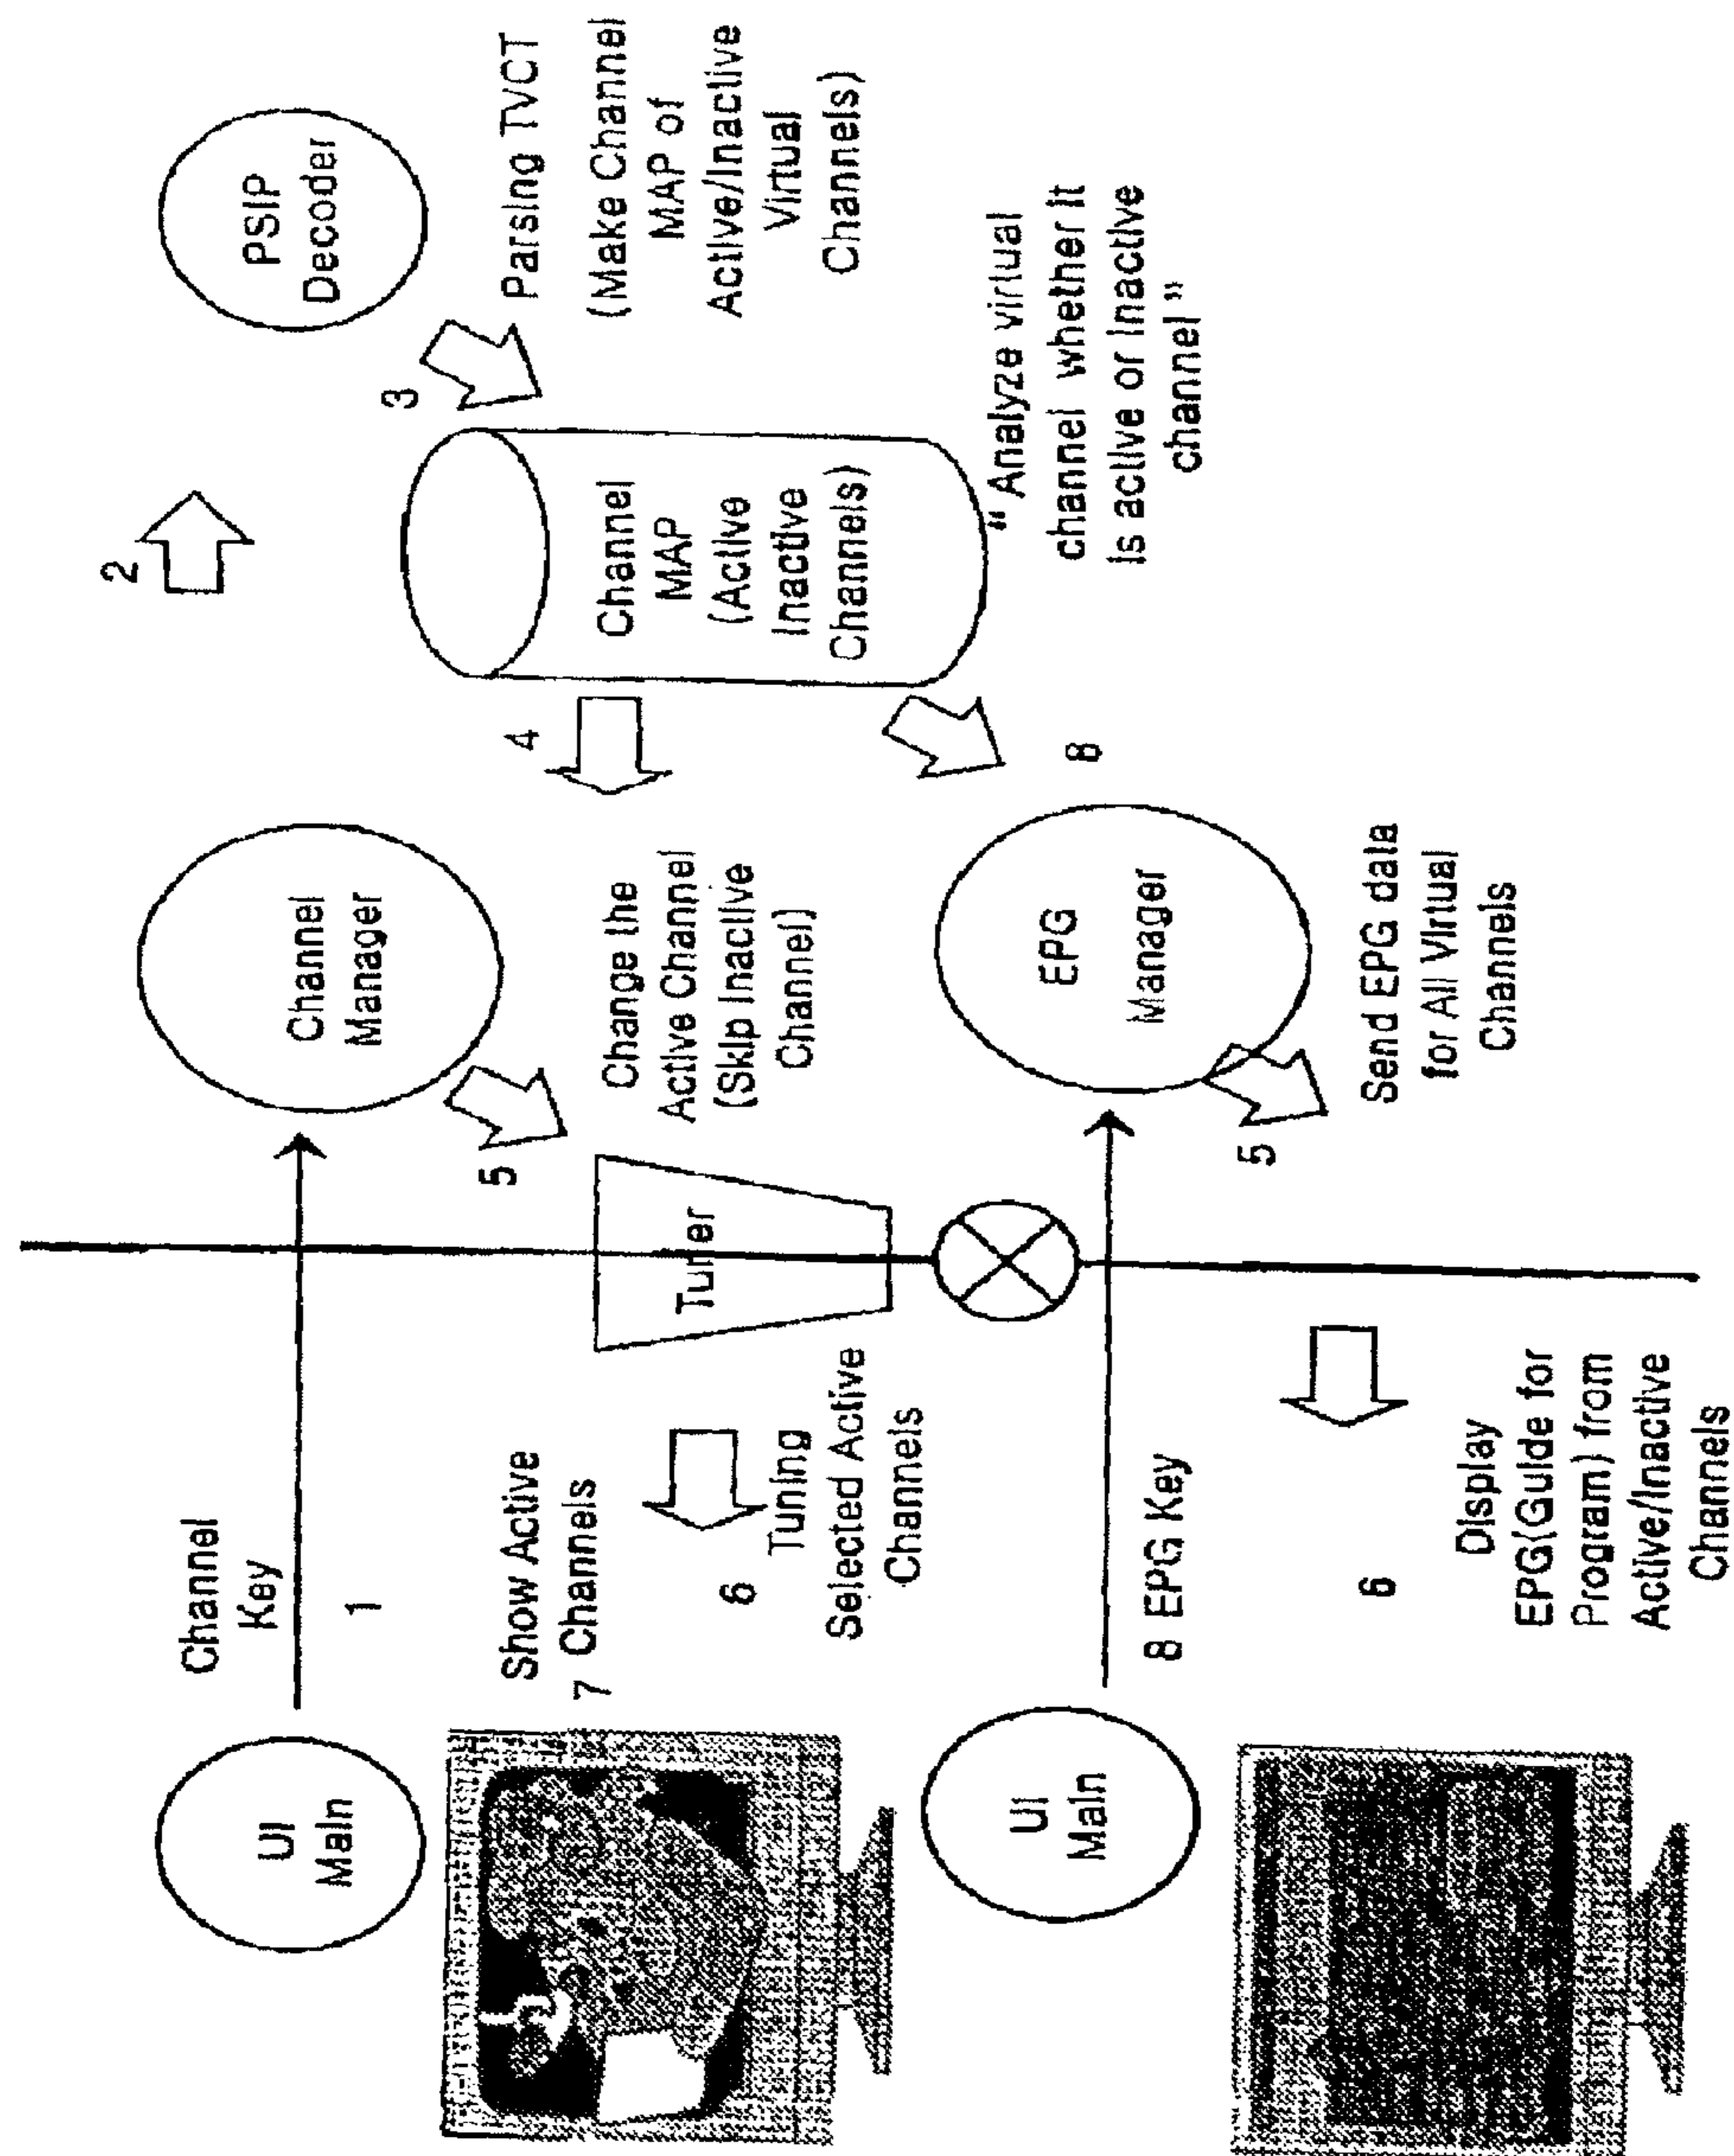 UI
Main
Channel
Key
1
Channel
Manager
2
PSIP
Decoder
3
Parsing TVCT
(Make Channel
MAP of
Active/Inactive
Virtual
Channels)
Channel
MAP
(Active
Inactive
Channels)
4
5
Change the
Active Channel
(Skip Inactive
Channel)
Tuner
Show Active
7 Channels
6
Tuning
Selected Active
Channels
"Analyze virtual
channel whether it
is active or inactive
channel"
8
UI
Main
8 EPG Key
EPG
Manager
5
Send EPG data
for All Virtual
Channels
6
Display
EPG(Guide for
Program) from
Active/Inactive
Channels